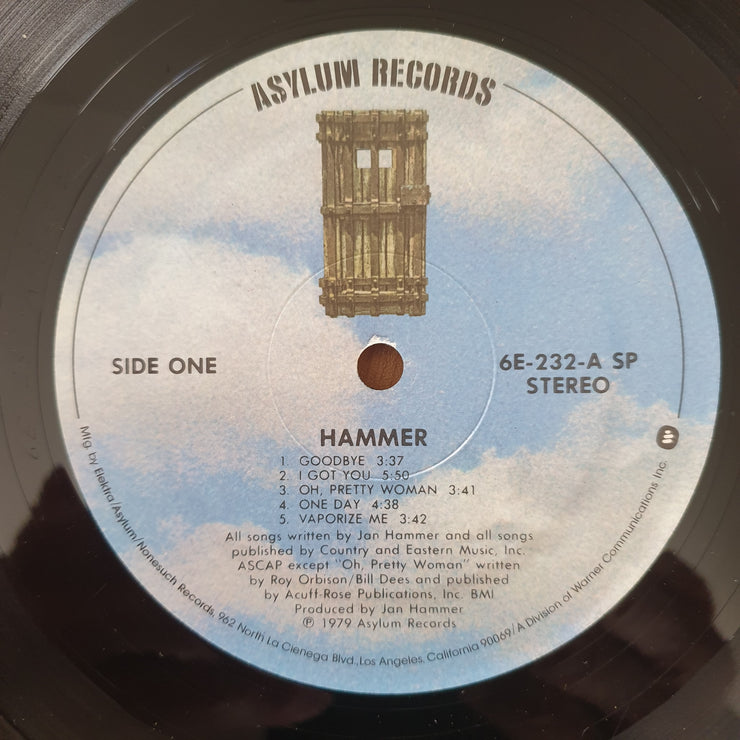 ASYLUM RECORDS
SIDE ONE
6E-232-A SP
STEREO
HAMMER
1. GOODBYE 3:37
2. I GOT YOU 5:50
3. OH, PRETTY WOMAN 3:41
4. ONE DAY 4:38
5. VAPORIZE ME 3:42
All songs written by Jan Hammer and all songs
published by Country and Eastern Music, Inc.
ASCAP except "Oh, Pretty Woman" written
by Roy Orbison/Bill Dees and published
by Acuff-Rose Publications, Inc. BMI
Produced by Jan Hammer
℗ 1979 Asylum Records
Mfg by Elektra/Asylum/Nonesuch Records, 962 North La Cienega Blvd., Los Angeles, California 90069/A Division of Warner Communications Inc.